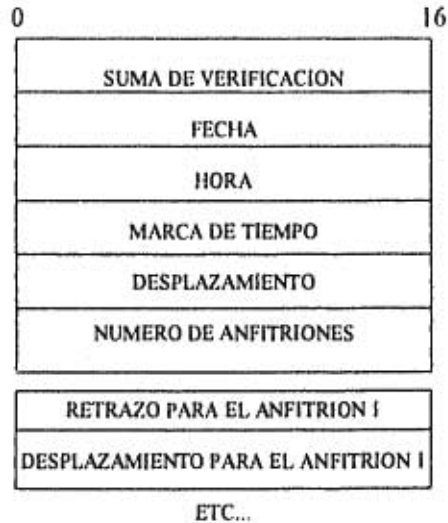 0 16
SUMA DE VERIFICACION
FECHA
HORA
MARCA DE TIEMPO
DESPLAZAMIENTO
NUMERO DE ANFITRIONES
RETRAZO PARA EL ANFITRION I
DESPLAZAMIENTO PARA EL ANFITRION I
ETC...